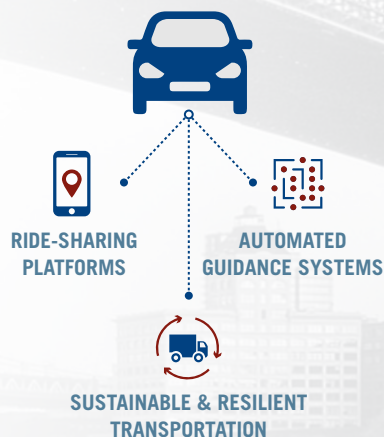 RIDE-SHARING
PLATFORMS
AUTOMATED
GUIDANCE SYSTEMS
SUSTAINABLE & RESILIENT
TRANSPORTATION